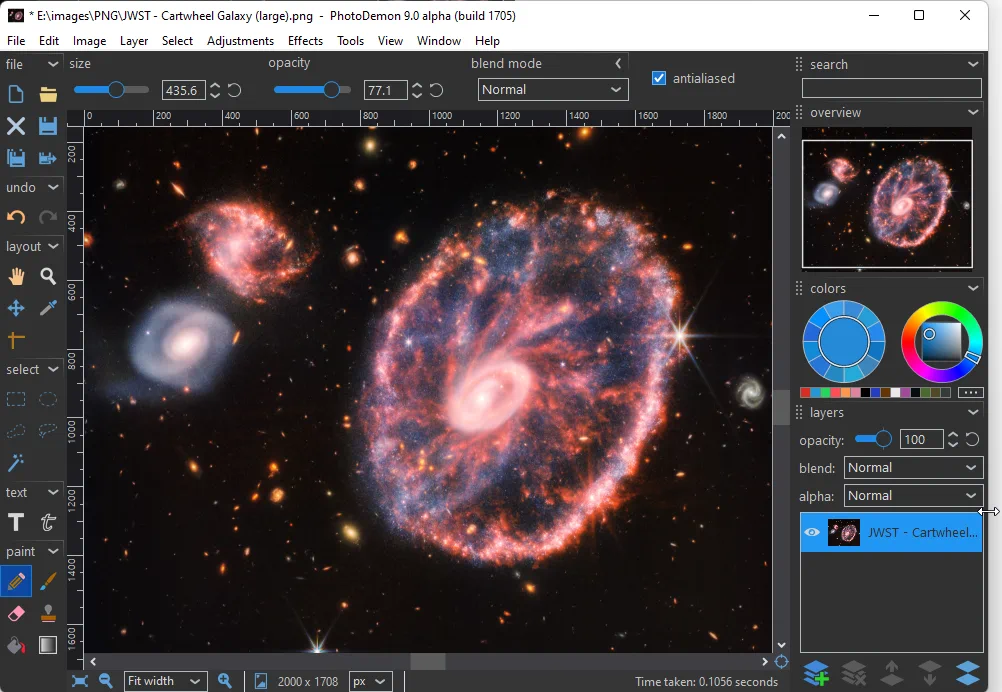 * E:\images\PNG\JWST - Cartwheel Galaxy (large).png - PhotoDemon 9.0 alpha (build 1705)
File Edit Image Layer Select Adjustments Effects Tools View Window Help
file size opacity blend mode search
435.6 77.1 Normal antialiased
overview
0 200 400 600 800 1000 1200 1400 1600 1800 200
200
400
600
800
1000
1200
1400
1600
undo
layout
select
text
T t
paint
colors
layers
opacity: 100
blend: Normal
alpha: Normal
JWST - Cartwheel...
Fit width 2000 x 1708 px Time taken: 0.1056 seconds